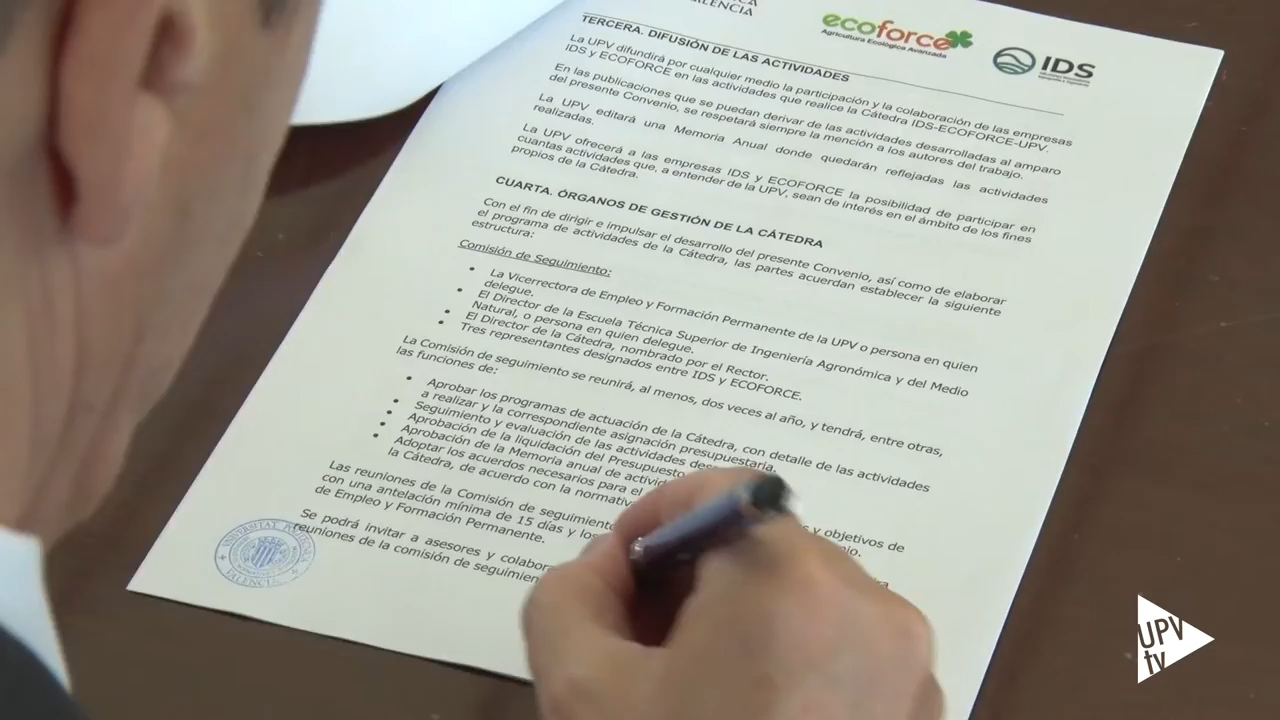 VALÈNCIA
ecoforce
Agricultura Ecológica Avanzada
IDS
TERCERA. DIFUSIÓN DE LAS ACTIVIDADES
La UPV difundirá por cualquier medio la participación y la colaboración de las empresas
IDS y ECOFORCE en las actividades que realice la Cátedra IDS-ECOFORCE-UPV.
En las publicaciones que se puedan derivar de las actividades desarrolladas al amparo
del presente Convenio, se respetará siempre la mención a los autores del trabajo.
La UPV editará una Memoria Anual donde quedarán reflejadas las actividades
realizadas.
La UPV ofrecerá a las empresas IDS y ECOFORCE la posibilidad de participar en
cuantas actividades que, a entender de la UPV, sean de interés en el ámbito de los fines
propios de la Cátedra.
CUARTA. ÓRGANOS DE GESTIÓN DE LA CÁTEDRA
Con el fin de dirigir e impulsar el desarrollo del presente Convenio, así como de elaborar
el programa de actividades de la Cátedra, las partes acuerdan establecer la siguiente
estructura:
Comisión de Seguimiento:
• La Vicerrectora de Empleo y Formación Permanente de la UPV o persona en quien
delegue.
• El Director de la Escuela Técnica Superior de Ingeniería Agronómica y del Medio
Natural, o persona en quien delegue.
• El Director de la Cátedra, nombrado por el Rector.
• Tres representantes designados entre IDS y ECOFORCE.
La Comisión de seguimiento se reunirá, al menos, dos veces al año, y tendrá, entre otras,
las funciones de:
• Aprobar los programas de actuación de la Cátedra, con detalle de las actividades
a realizar y la correspondiente asignación presupuestaria.
• Seguimiento y evaluación de las actividades des
• Aprobación de la liquidación del Presupuesto
• Aprobación de la Memoria anual de activid
• Adoptar los acuerdos necesarios para el s y objetivos de
la Cátedra, de acuerdo con la normativa nio.
Las reuniones de la Comisión de seguimiento
con una antelación mínima de 15 días y los
de Empleo y Formación Permanente.
Se podrá invitar a asesores y colabora
reuniones de la comisión de seguimien
UNIVERSITAT POLITÈCNICA
VALENCIA
UPV
tv